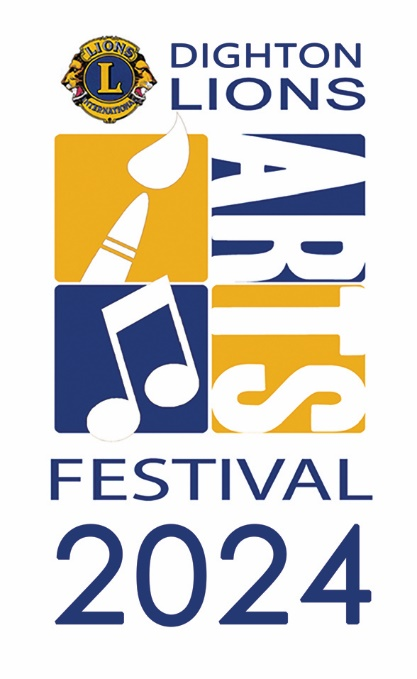 LIONS
L
INTERNATIONAL
DIGHTON
LIONS
ARTS
FESTIVAL
2024